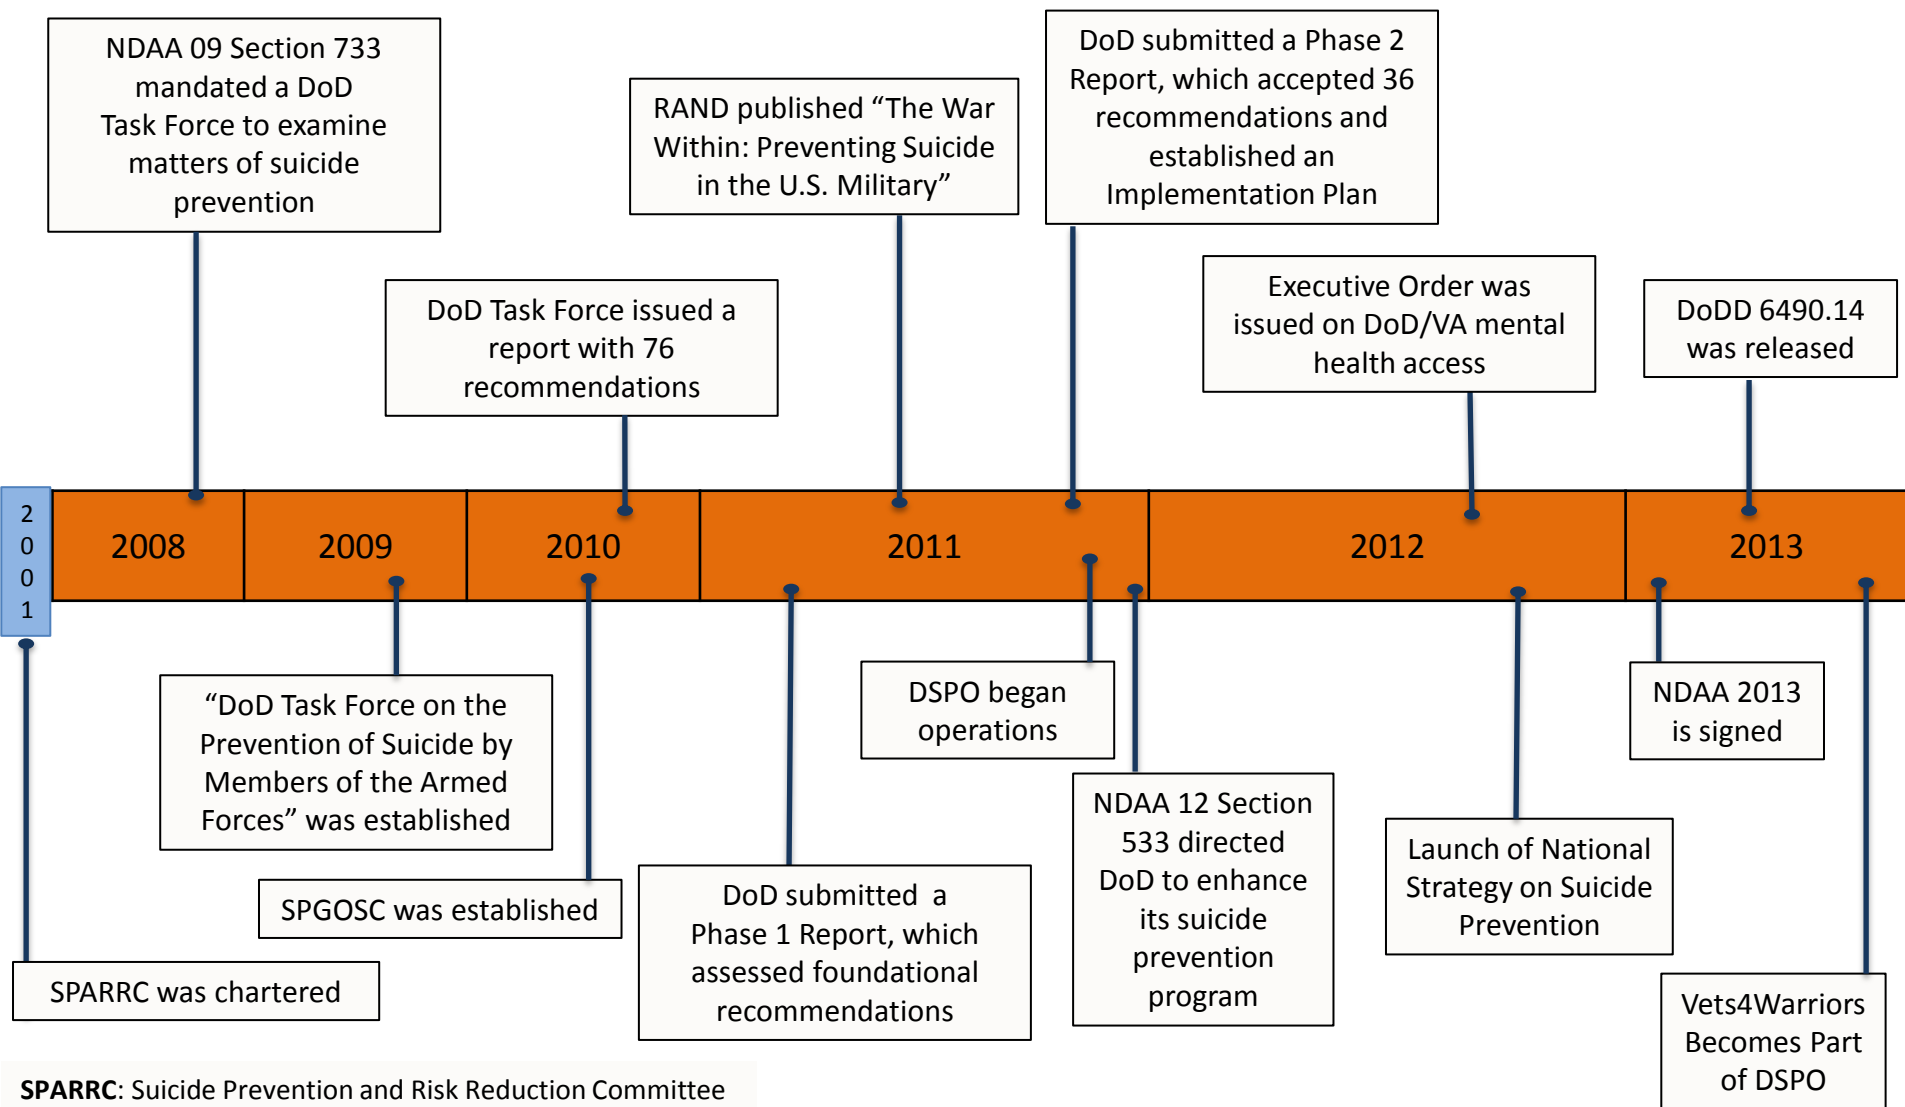 NDAA 09 Section 733
mandated a DoD
Task Force to examine
matters of suicide
prevention
RAND published “The War
Within: Preventing Suicide
in the U.S. Military”
DoD submitted a Phase 2
Report, which accepted 36
recommendations and
established an
Implementation Plan
DoD Task Force issued a
report with 76
recommendations
Executive Order was
issued on DoD/VA mental
health access
DoDD 6490.14
was released
2
0
0
1
2008
2009
2010
2011
2012
2013
“DoD Task Force on the
Prevention of Suicide by
Members of the Armed
Forces” was established
DSPO began
operations
NDAA 2013
is signed
NDAA 12 Section
533 directed
DoD to enhance
its suicide
prevention
program
Launch of National
Strategy on Suicide
Prevention
SPGOSC was established
DoD submitted  a
Phase 1 Report, which
assessed foundational
recommendations
SPARRC was chartered
Vets4Warriors
Becomes Part
of DSPO
SPARRC: Suicide Prevention and Risk Reduction Committee